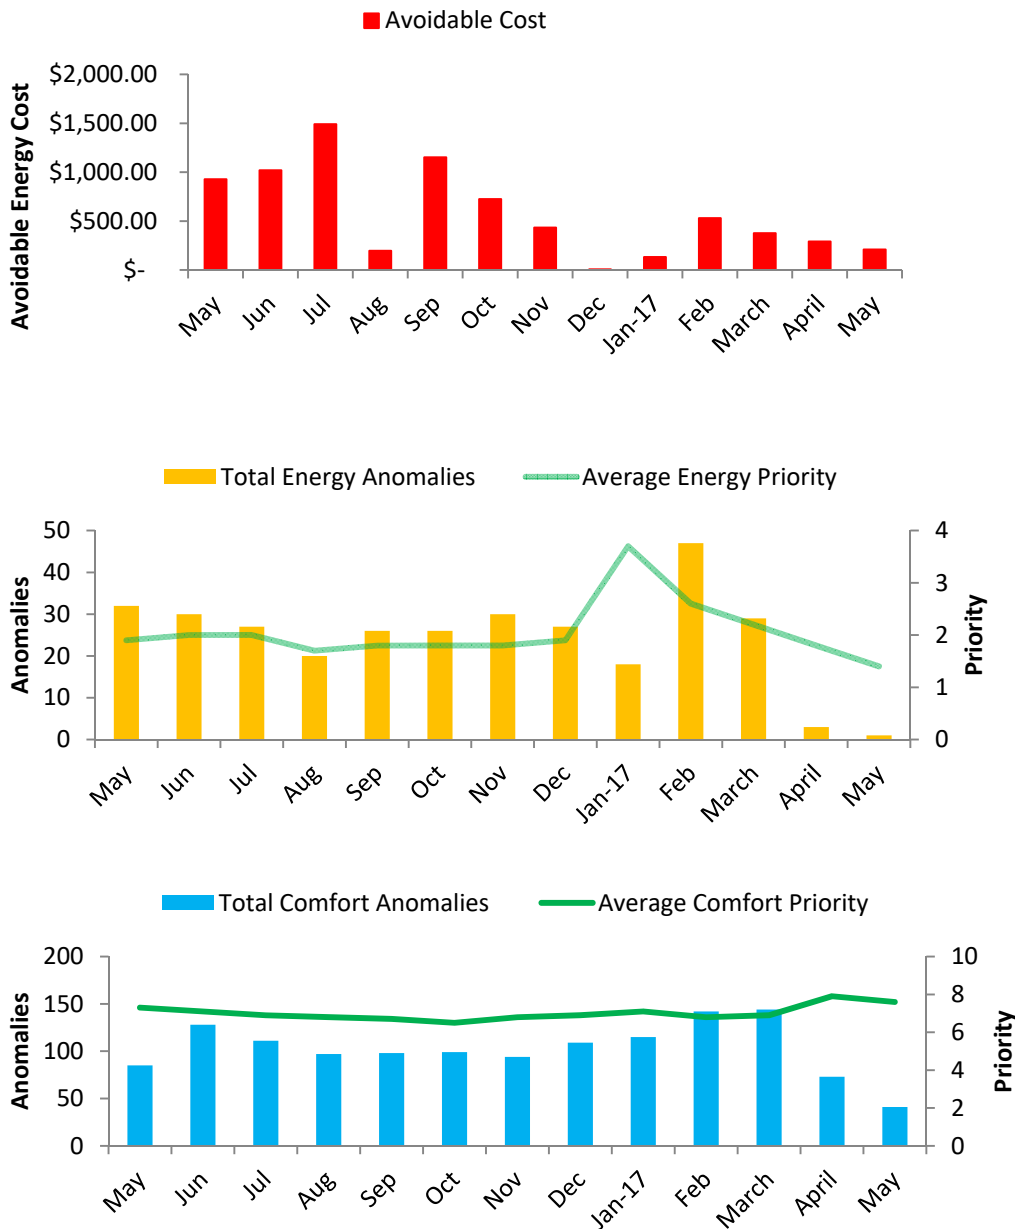 Avoidable Cost
Avoidable Energy Cost
$2,000.00
$1,500.00
$1,000.00
$500.00
$-
May Jun Jul Aug Sep Oct Nov Dec Jan-17 Feb March April May
Total Energy Anomalies Average Energy Priority
Anomalies
50
40
30
20
10
0
4
3
2
1
0
Priority
May Jun Jul Aug Sep Oct Nov Dec Jan-17 Feb March April May
Total Comfort Anomalies Average Comfort Priority
Anomalies
200
150
100
50
0
10
8
6
4
2
0
Priority
May Jun Jul Aug Sep Oct Nov Dec Jan-17 Feb March April May